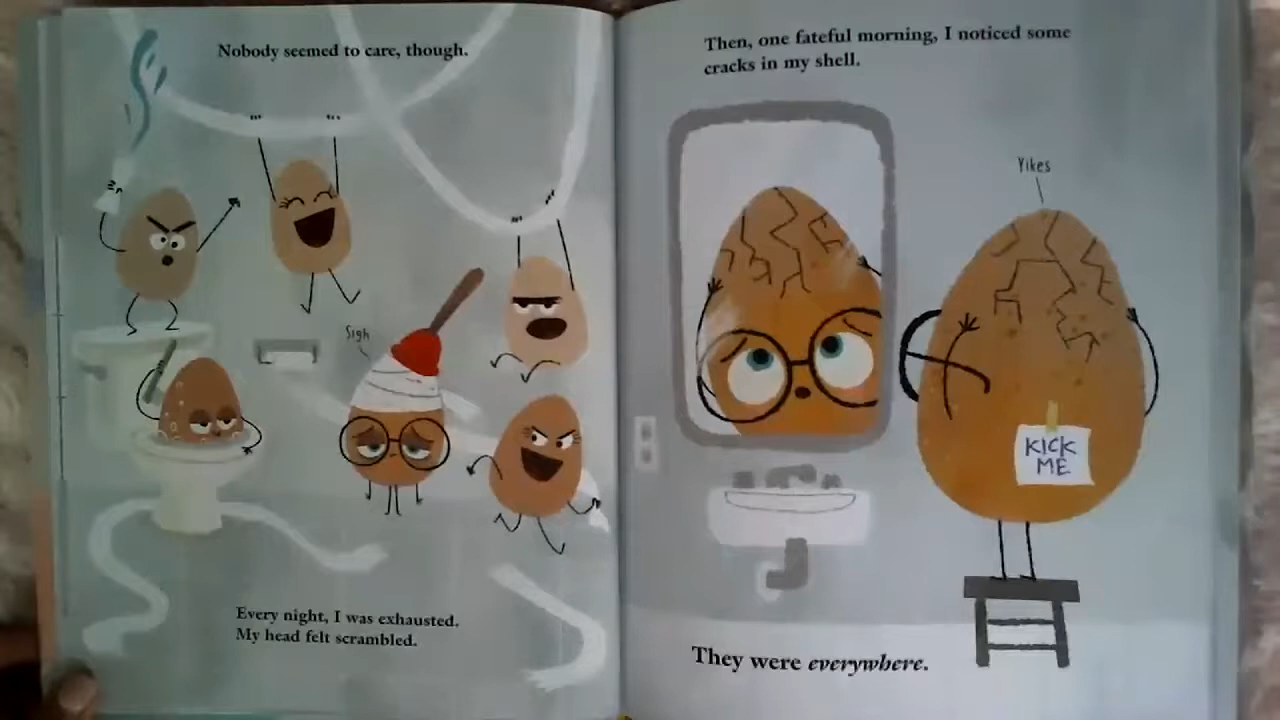 Nobody seemed to care, though.
Sigh
Every night, I was exhausted.
My head felt scrambled.
Then, one fateful morning, I noticed some
cracks in my shell.
Yikes
KICK
ME
They were everywhere.